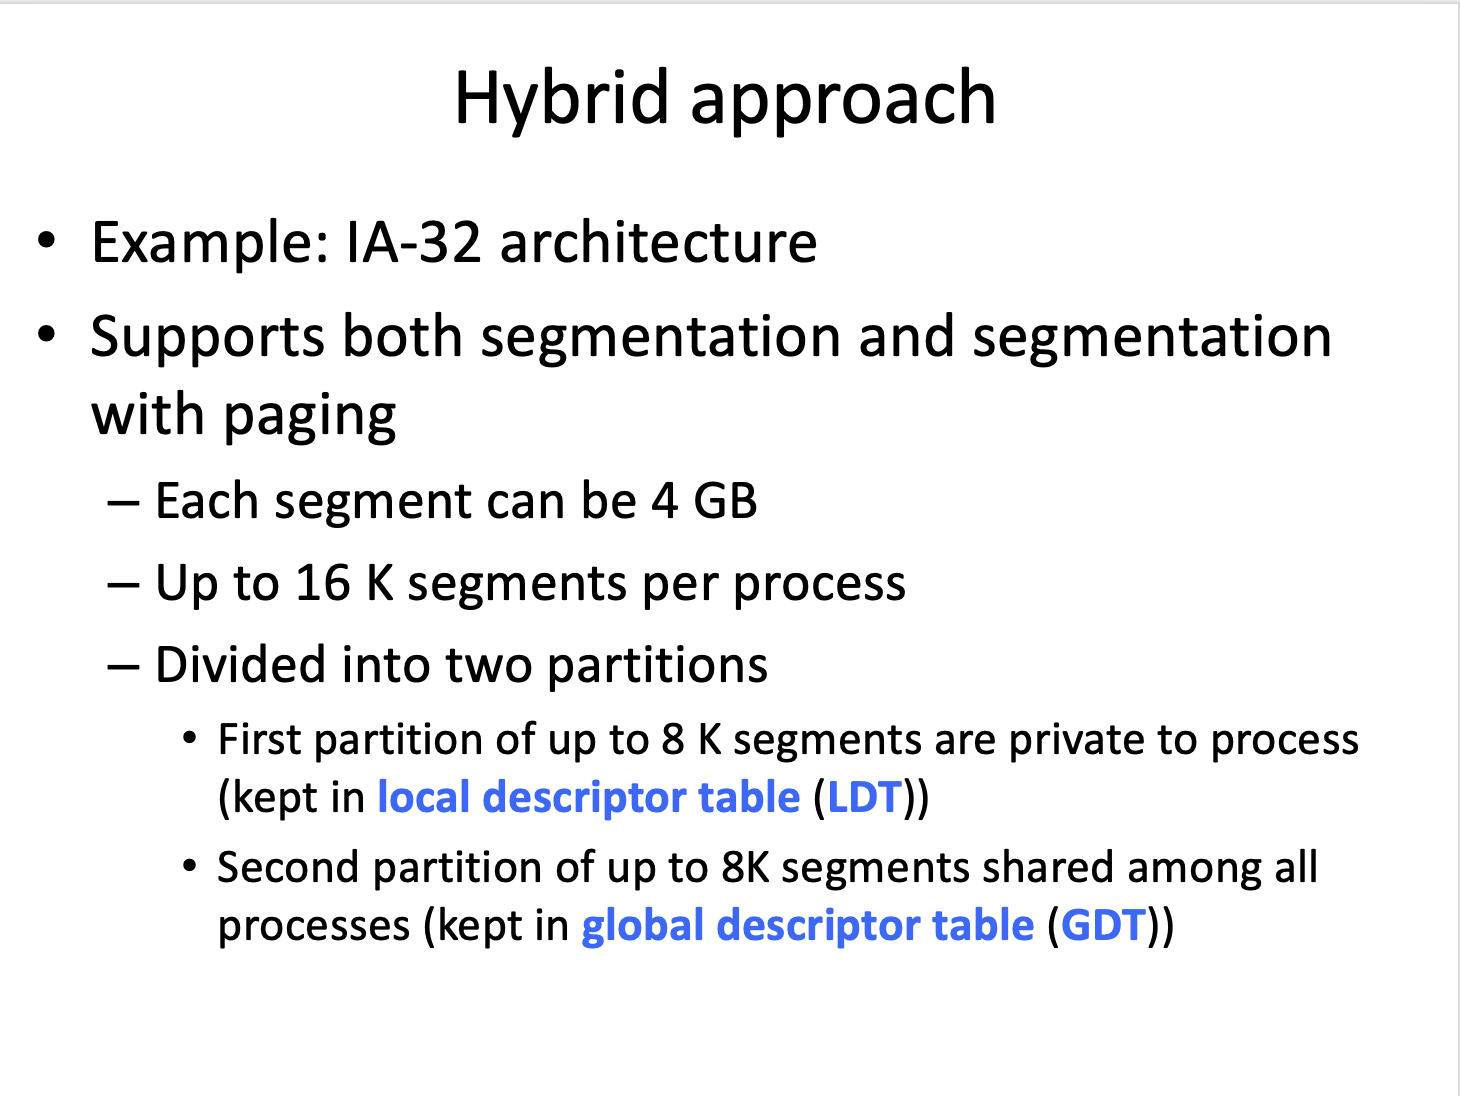 Hybrid approach
• Example: IA-32 architecture
• Supports both segmentation and segmentation
with paging
– Each segment can be 4 GB
– Up to 16 K segments per process
– Divided into two partitions
• First partition of up to 8 K segments are private to process
(kept in local descriptor table (LDT))
• Second partition of up to 8K segments shared among all
processes (kept in global descriptor table (GDT))